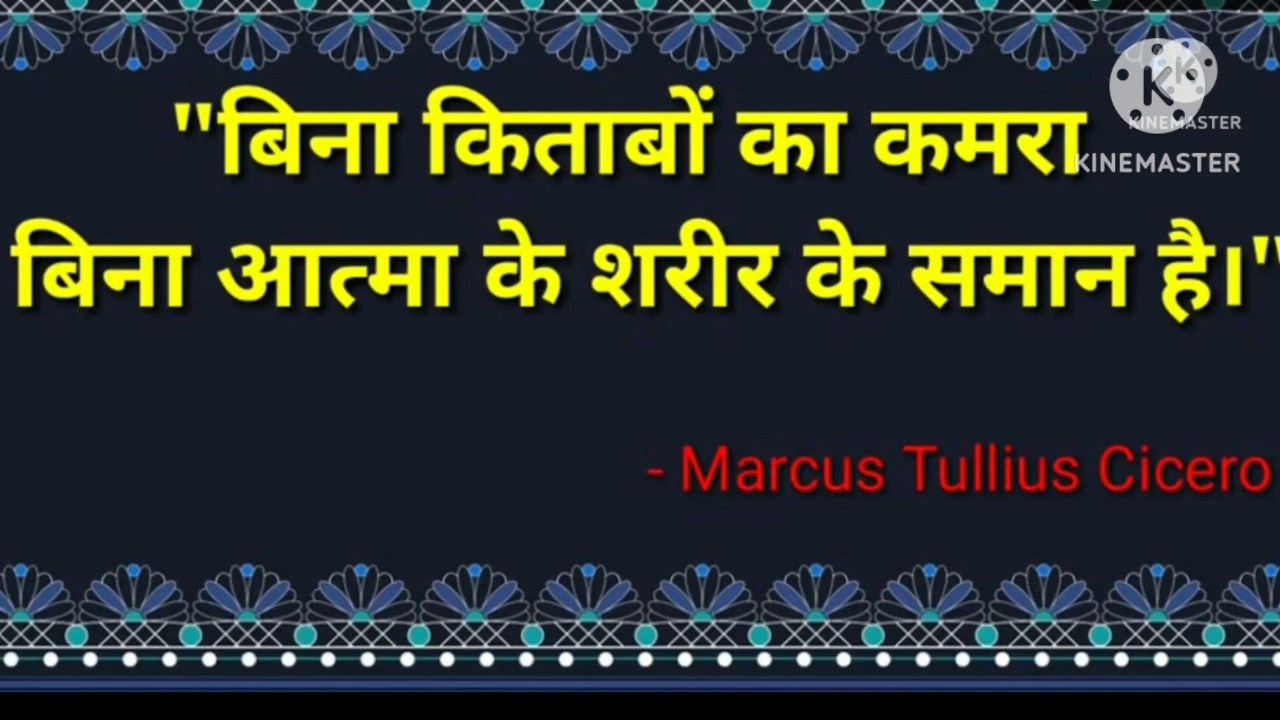 "बिना किताबों का कमरा
बिना आत्मा के शरीर के समान है।"
- Marcus Tullius Cicero
K
K
KINEMASTER
KINEMASTER